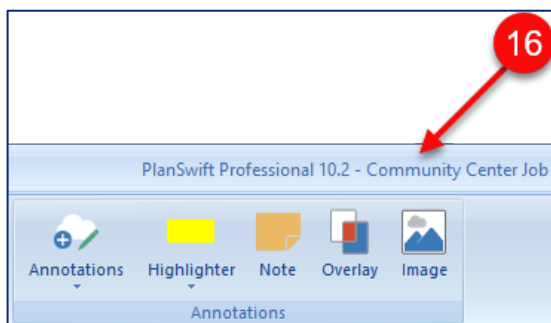 16
PlanSwift Professional 10.2 - Community Center Job
Annotations Highlighter Note Overlay Image
Annotations